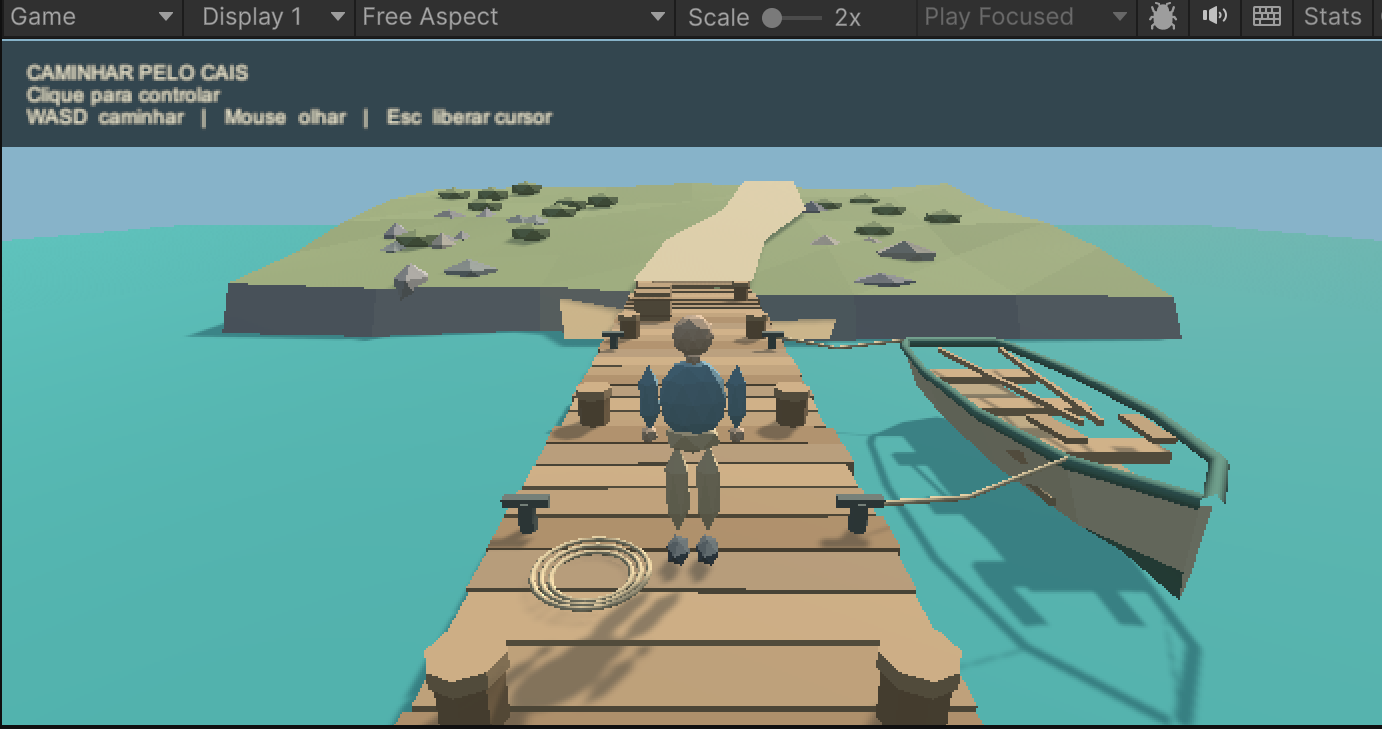 Game Display 1 Free Aspect Scale 2x Play Focused Stats
CAMINHAR PELO CAIS
Clique para controlar
WASD caminhar | Mouse olhar | Esc liberar cursor